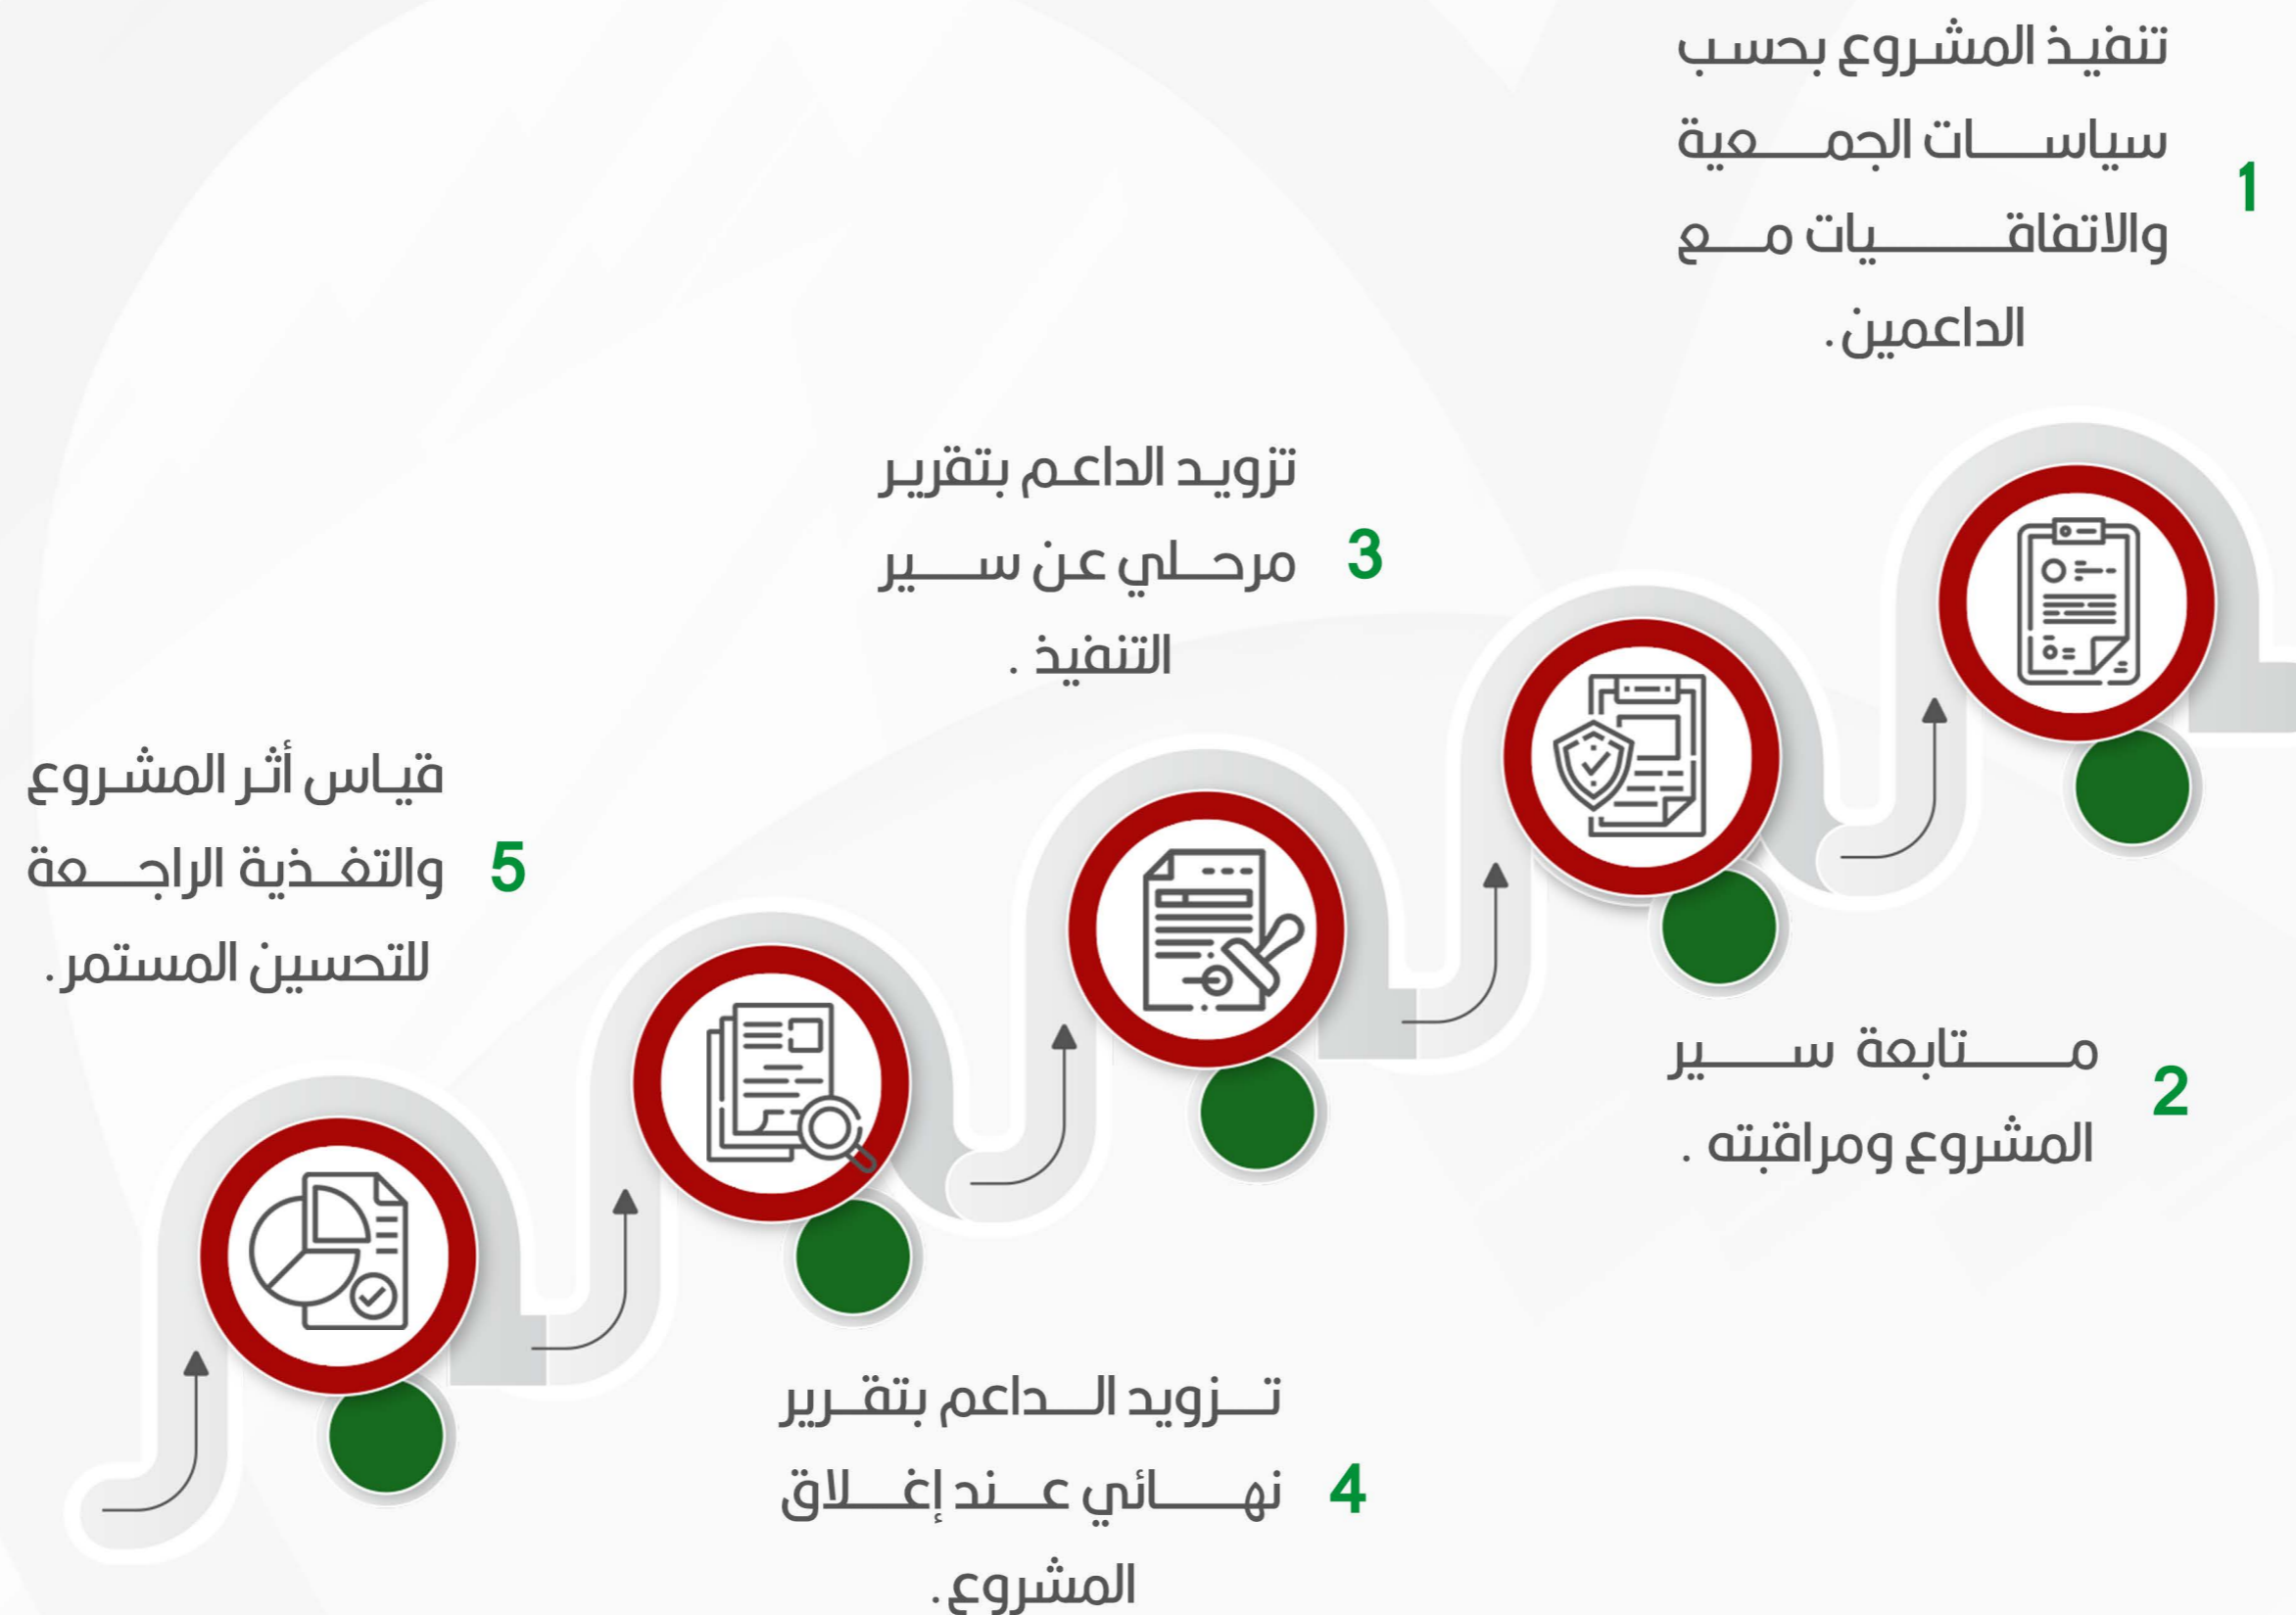 1
تنفيذ المشروع بحسب
سياسات الجمعية
والاتفاقيات مع
الداعمين.
2
متابعة سير
المشروع ومراقبته .
3
تزويد الداعم بتقرير
مرحلي عن سير
التنفيذ .
4
تزويد الداعم بتقرير
نهائي عند إغلاق
المشروع.
5
قياس أثر المشروع
والتغذية الراجعة
للتحسين المستمر.